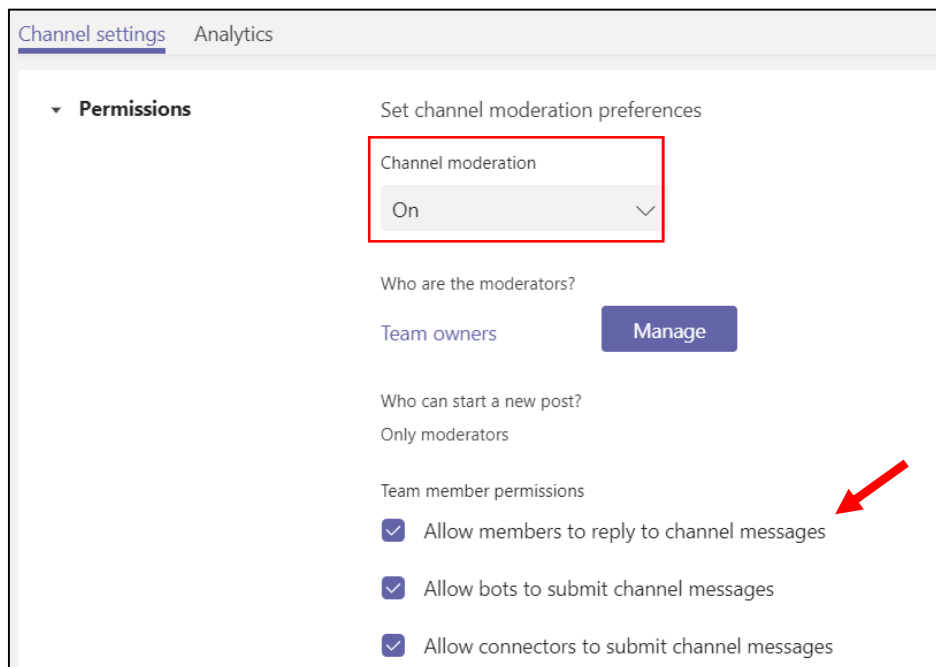 Channel settings Analytics
Permissions
Set channel moderation preferences
Channel moderation
On
Who are the moderators?
Team owners
Manage
Who can start a new post?
Only moderators
Team member permissions
Allow members to reply to channel messages
Allow bots to submit channel messages
Allow connectors to submit channel messages